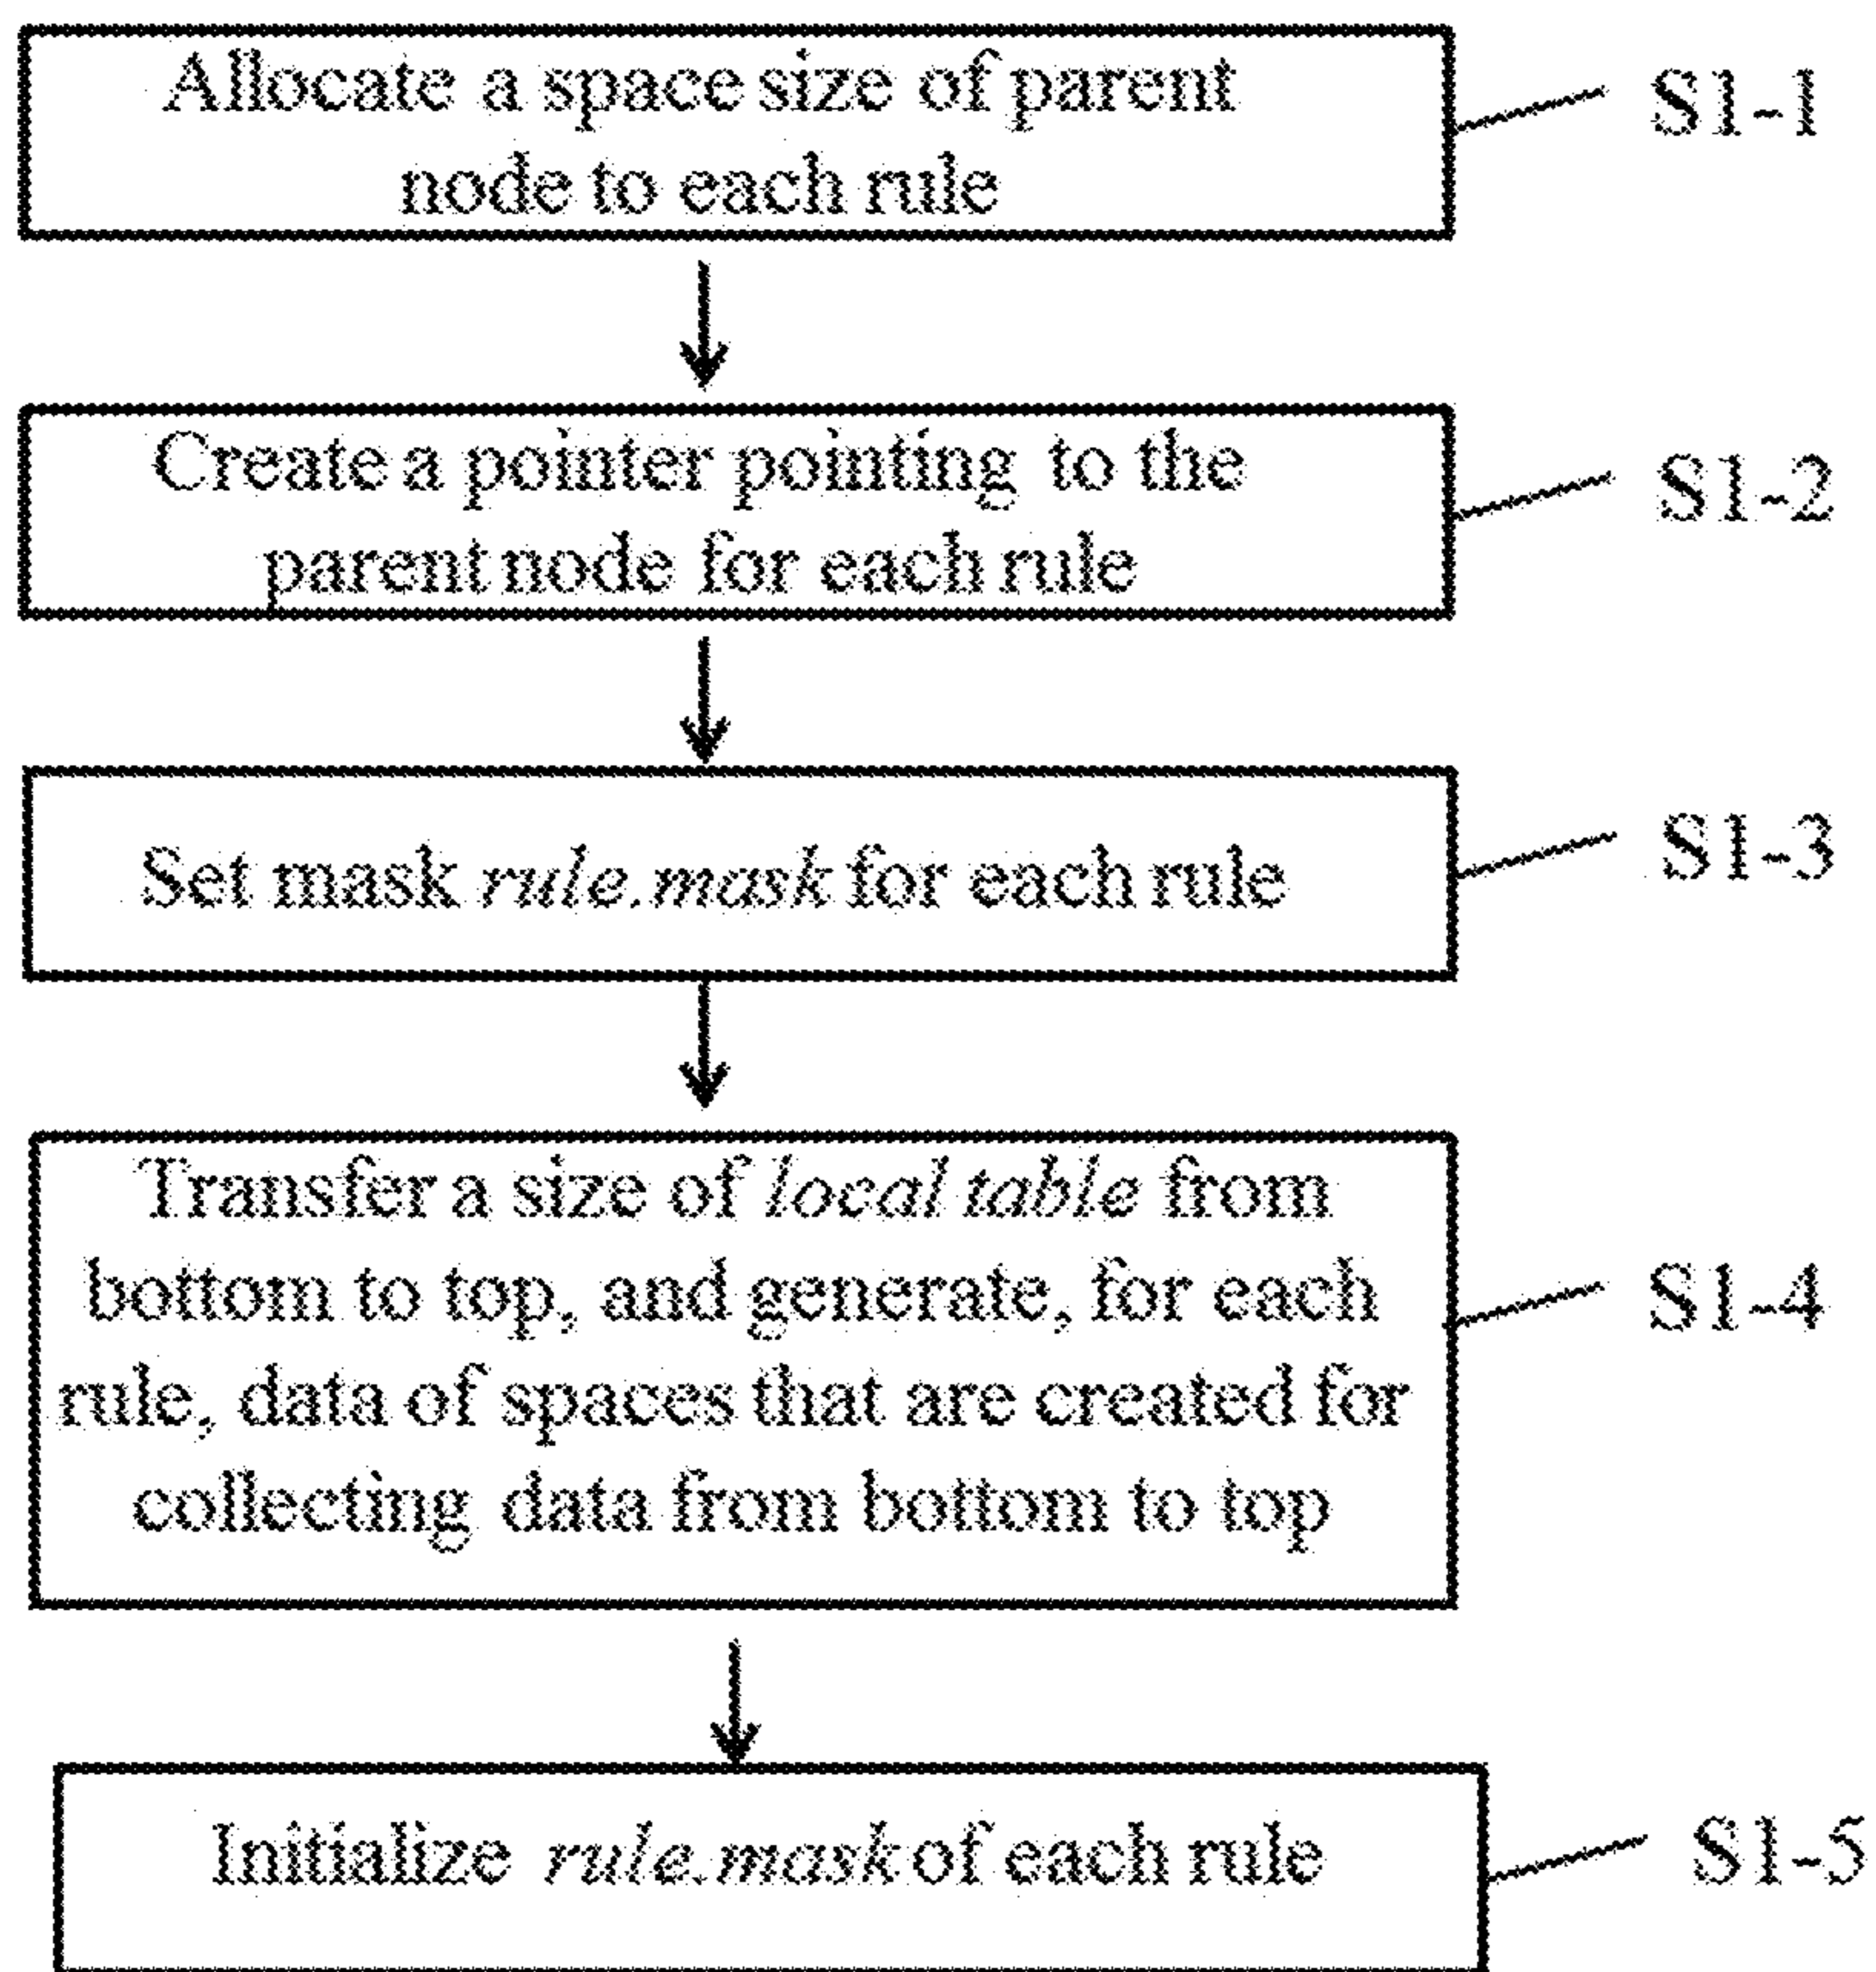 Allocate a space size of parent
node to each rule
S1-1
Create a pointer pointing to the
parent node for each rule
S1-2
Set mask rule.mask for each rule
S1-3
Transfer a size of local table from
bottom to top, and generate, for each
rule, data of spaces that are created for
collecting data from bottom to top
S1-4
Initialize rule.mask of each rule
S1-5